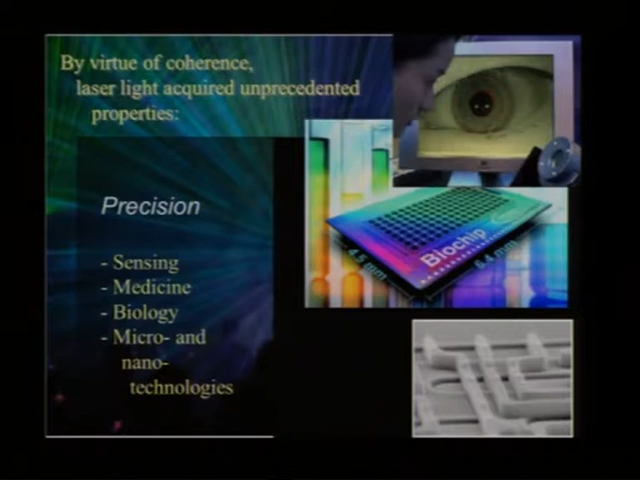 By virtue of coherence,
laser light acquired unprecedented
properties:
Precision
- Sensing
- Medicine
- Biology
- Micro- and
nano-
technologies
Biochip
4.5 mm
6.4 mm